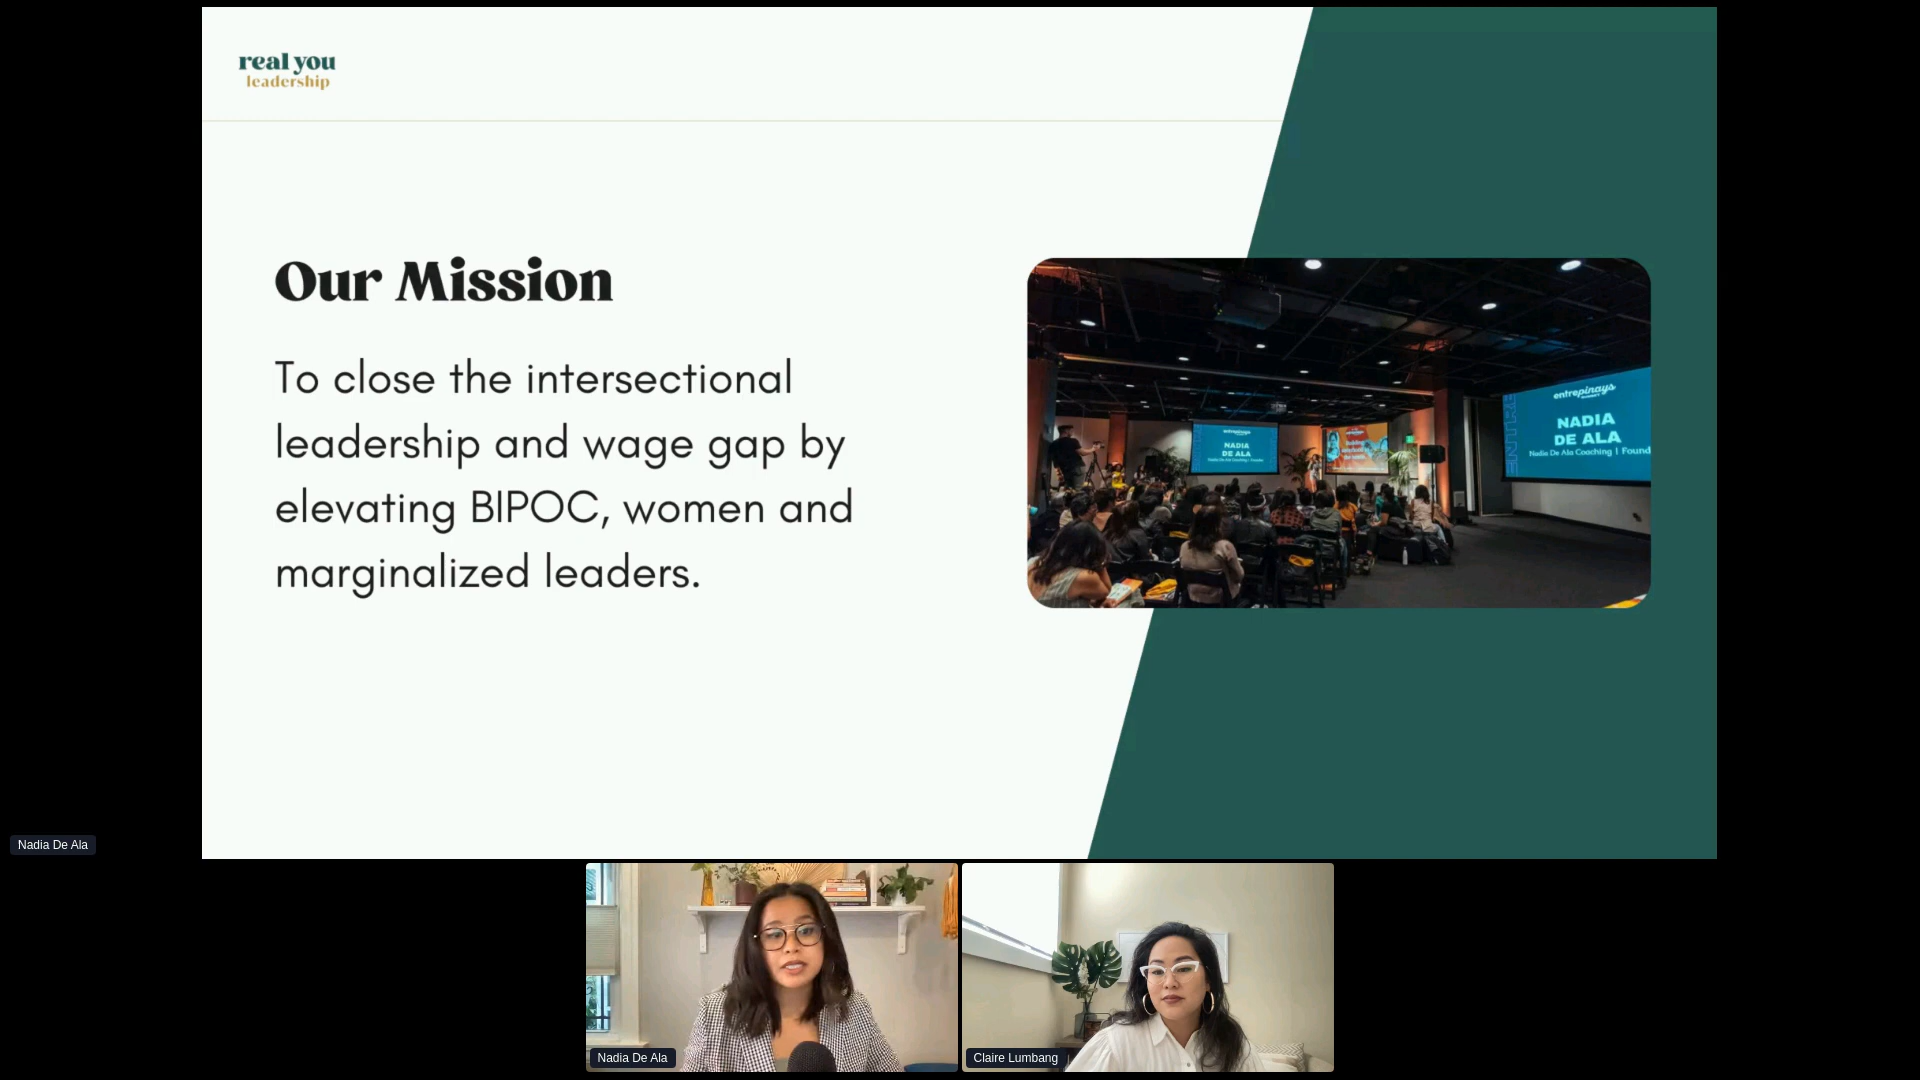 real you
leadership
Our Mission
To close the intersectional
leadership and wage gap by
elevating BIPOC, women and
marginalized leaders.
entrepinays
NADIA
DE ALA
Nadia De Ala Coaching | Found
entrepinays
NADIA
DE ALA
Nadia De Ala
Nadia De Ala
Claire Lumbang